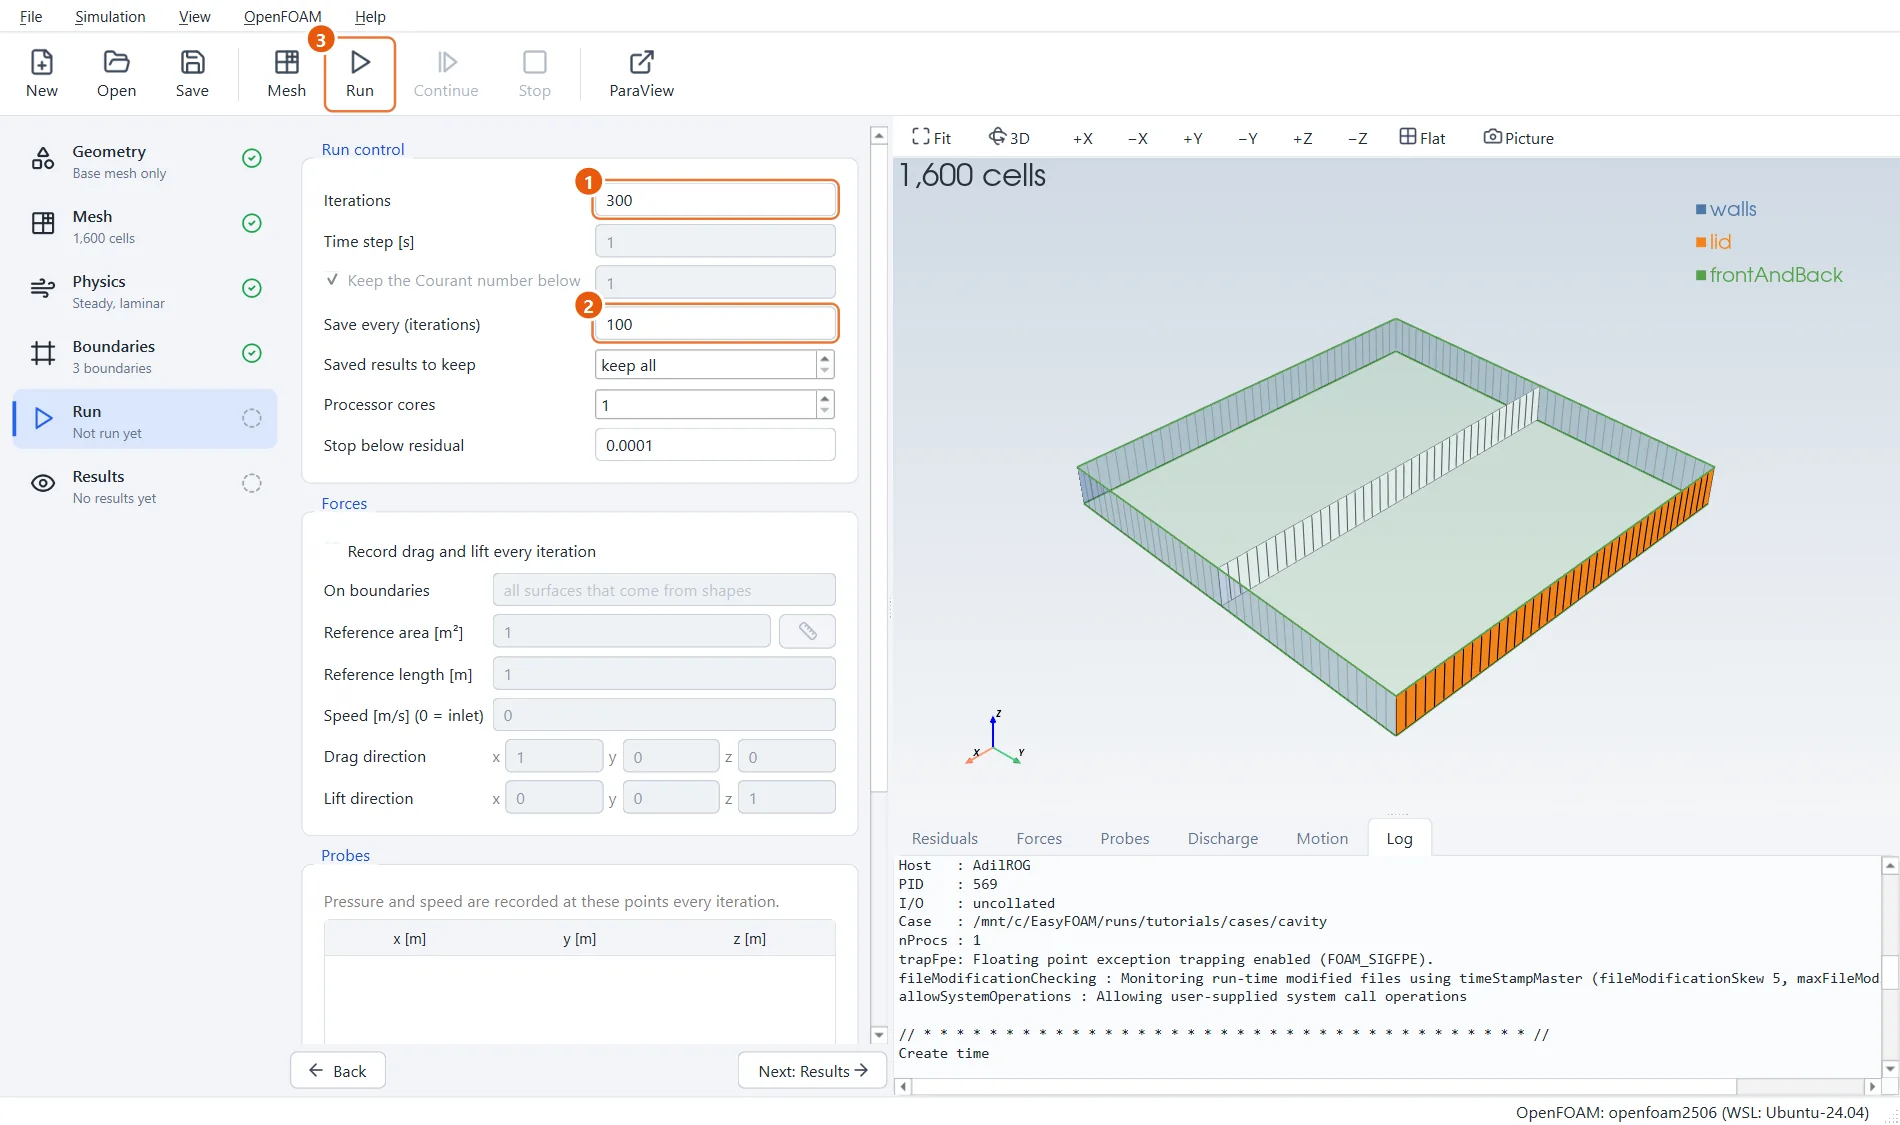 File Simulation View OpenFOAM Help
3
New Open Save Mesh Run Continue Stop ParaView
Geometry
Base mesh only
Mesh
1,600 cells
Physics
Steady, laminar
Boundaries
3 boundaries
Run
Not run yet
Results
No results yet
Run control
1
Iterations 300
Time step [s] 1
Keep the Courant number below 1
2
Save every (iterations) 100
Saved results to keep keep all
Processor cores 1
Stop below residual 0.0001
Forces
Record drag and lift every iteration
On boundaries all surfaces that come from shapes
Reference area [m²] 1
Reference length [m] 1
Speed [m/s] (0 = inlet) 0
Drag direction x 1 y 0 z 0
Lift direction x 0 y 0 z 1
Probes
Pressure and speed are recorded at these points every iteration.
x [m] y [m] z [m]
Back Next: Results
Fit 3D +X −X +Y −Y +Z −Z Flat Picture
1,600 cells
walls
lid
frontAndBack
Z
X Y
Residuals Forces Probes Discharge Motion Log
Host : AdilROG
PID : 569
I/O : uncollated
Case : /mnt/c/EasyFOAM/runs/tutorials/cases/cavity
nProcs : 1
trapFpe: Floating point exception trapping enabled (FOAM_SIGFPE).
fileModificationChecking : Monitoring run-time modified files using timeStampMaster (fileModificationSkew 5, maxFileMod
allowSystemOperations : Allowing user-supplied system call operations
// * * * * * * * * * * * * * * * * * * * * * * * * * * * * * * * * * * * * * //
Create time
OpenFOAM: openfoam2506 (WSL: Ubuntu-24.04)